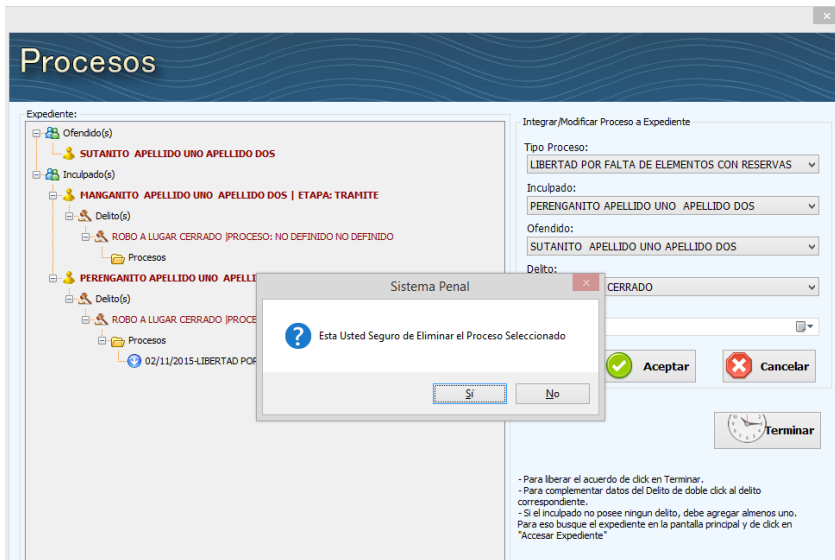 Procesos
Expediente:
Ofendido(s)
SUTANITO APELLIDO UNO APELLIDO DOS
Inculpado(s)
MANGANITO APELLIDO UNO APELLIDO DOS | ETAPA: TRAMITE
Delito(s)
ROBO A LUGAR CERRADO |PROCESO: NO DEFINIDO NO DEFINIDO
Procesos
PERENGANITO APELLIDO UNO APELLI
Delito(s)
ROBO A LUGAR CERRADO |PROCE
Procesos
02/11/2015-LIBERTAD POR
Integrar/Modificar Proceso a Expediente
Tipo Proceso:
LIBERTAD POR FALTA DE ELEMENTOS CON RESERVAS
Inculpado:
PERENGANITO APELLIDO UNO APELLIDO DOS
Ofendido:
SUTANITO APELLIDO UNO APELLIDO DOS
Delito:
CERRADO
Sistema Penal
Esta Usted Seguro de Eliminar el Proceso Seleccionado
Sí
No
Aceptar
Cancelar
Terminar
- Para liberar el acuerdo de click en Terminar.
- Para complementar datos del Delito de doble click al delito
correspondiente.
- Si el inculpado no posee ningun delito, debe agregar almenos uno.
Para eso busque el expediente en la pantalla principal y de click en
"Accesar Expediente"